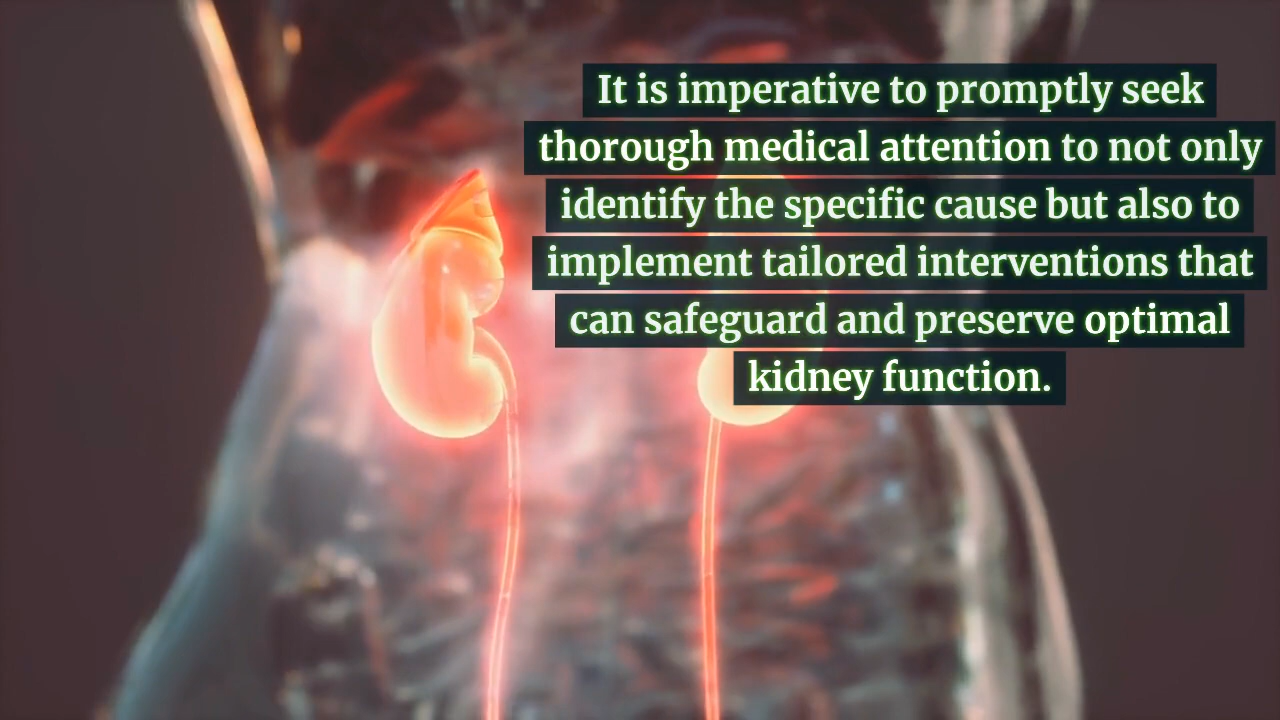 It is imperative to promptly seek
thorough medical attention to not only
identify the specific cause but also to
implement tailored interventions that
can safeguard and preserve optimal
kidney function.